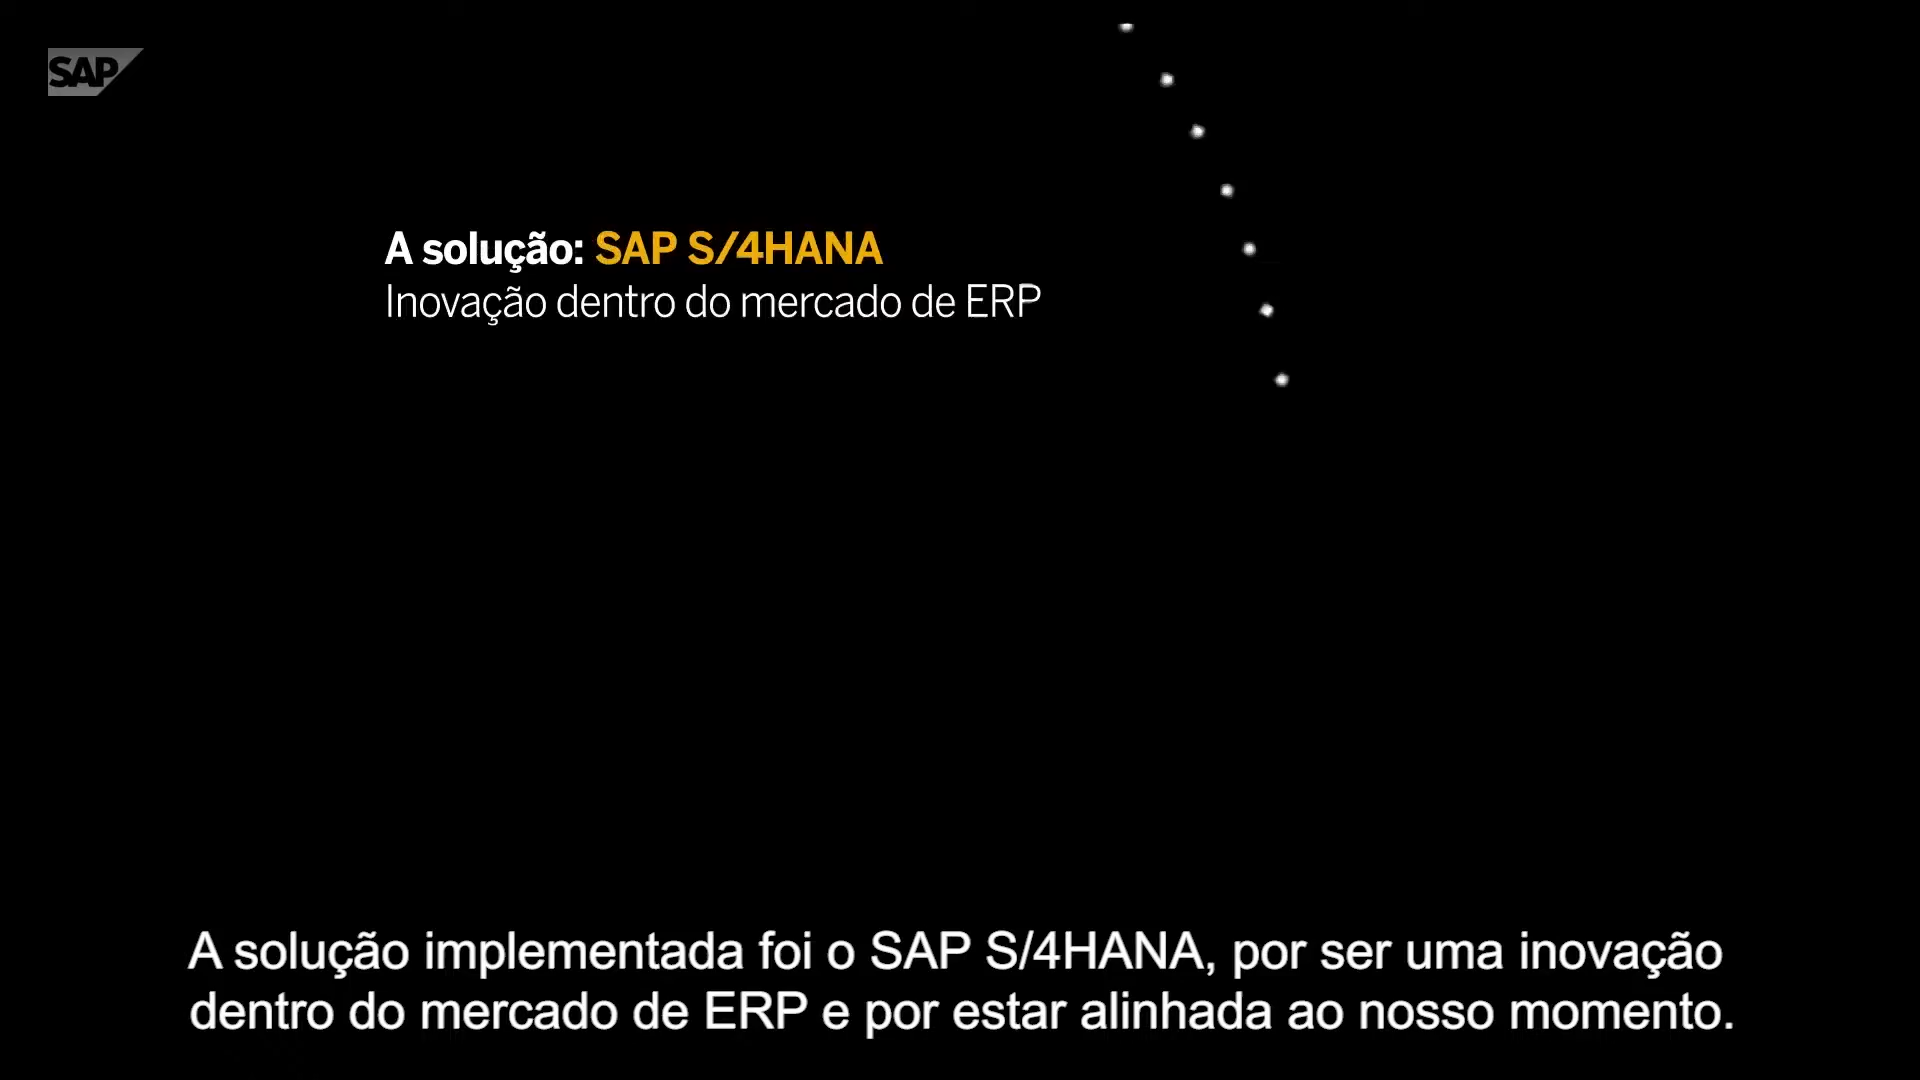 SAP
A solução: SAP S/4HANA
Inovação dentro do mercado de ERP
A solução implementada foi o SAP S/4HANA, por ser uma inovação
dentro do mercado de ERP e por estar alinhada ao nosso momento.